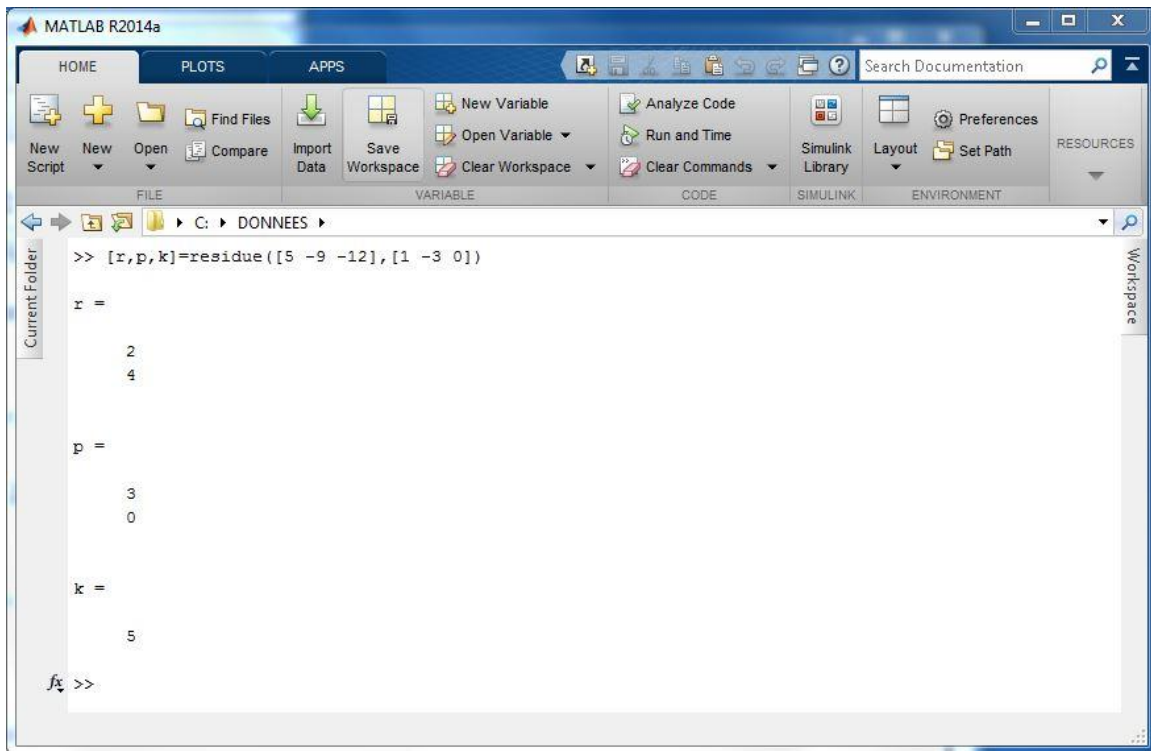 MATLAB R2014a
HOME PLOTS APPS Search Documentation
New Script
New
Open
Find Files
Compare
Import Data
Save Workspace
New Variable
Open Variable
Clear Workspace
Analyze Code
Run and Time
Clear Commands
Simulink Library
Layout
Preferences
Set Path
RESOURCES
FILE VARIABLE CODE SIMULINK ENVIRONMENT
C: DONNEES
Current Folder
Workspace
>> [r,p,k]=residue([5 -9 -12],[1 -3 0])
r =
2
4
p =
3
0
k =
5
fx >>